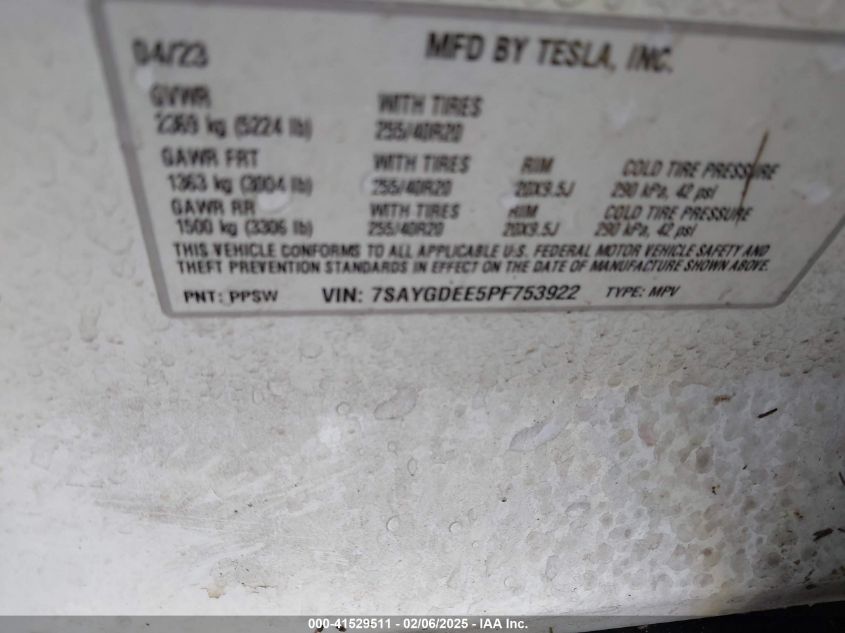 04/23 MFD BY TESLA, INC.
GVWR WITH TIRES
2369 kg (5224 lb) 255/40R20
GAWR FRT WITH TIRES RIM COLD TIRE PRESSURE
1363 kg (3004 lb) 255/40R20 20X9.5J 290 kPa, 42 psi
GAWR RR WITH TIRES RIM COLD TIRE PRESSURE
1500 kg (3306 lb) 255/40R20 20X9.5J 290 kPa, 42 psi
THIS VEHICLE CONFORMS TO ALL APPLICABLE U.S. FEDERAL MOTOR VEHICLE SAFETY AND
THEFT PREVENTION STANDARDS IN EFFECT ON THE DATE OF MANUFACTURE SHOWN ABOVE.
PNT: PPSW VIN: 7SAYGDEE5PF753922 TYPE: MPV
000-41529511 - 02/06/2025 - IAA Inc.